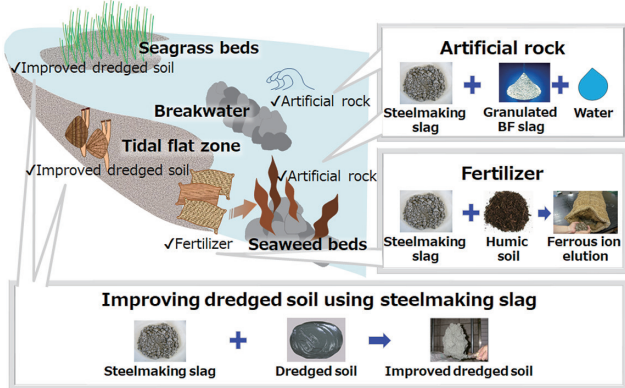 Seagrass beds
✓Improved dredged soil
✓Artificial rock
Breakwater
Tidal flat zone
✓Improved dredged soil
✓Artificial rock
✓Fertilizer
Seaweed beds
Artificial rock
Steelmaking
slag
+
Granulated
BF slag
+
Water
Fertilizer
Steelmaking
slag
+
Humic
soil
Ferrous ion
elution
Improving dredged soil using steelmaking slag
Steelmaking slag
+
Dredged soil
Improved dredged soil